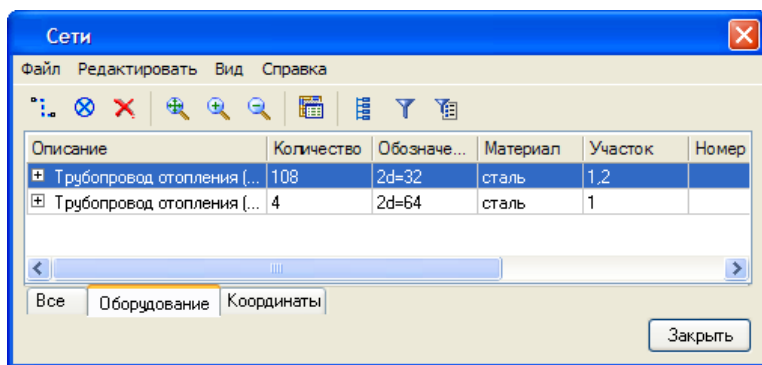 Сети
Файл Редактировать Вид Справка
Описание Количество Обозначе... Материал Участок Номер
Трубопровод отопления (... 108 2d=32 сталь 1,2
Трубопровод отопления (... 4 2d=64 сталь 1
Все Оборудование Координаты
Закрыть